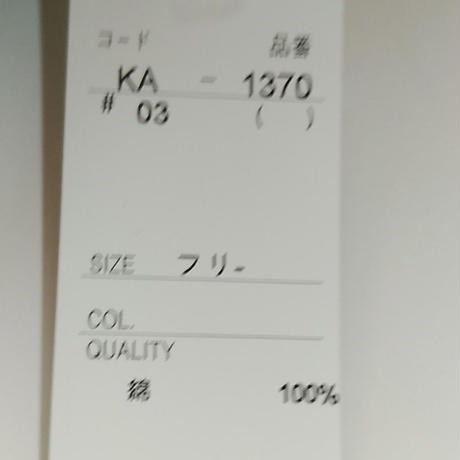 コード 品番
KA - 1370
# 03 ( )
SIZE フリー
COL.
QUALITY
綿 100%